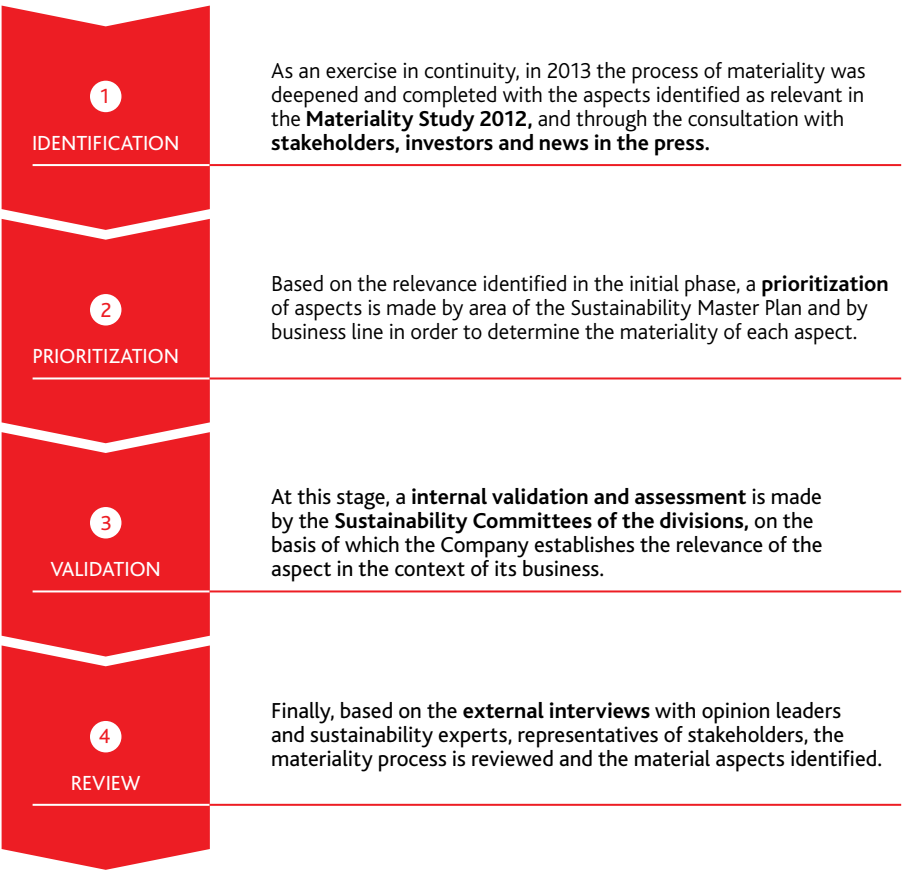 1
IDENTIFICATION
As an exercise in continuity, in 2013 the process of materiality was
deepened and completed with the aspects identified as relevant in
the Materiality Study 2012, and through the consultation with
stakeholders, investors and news in the press.
2
PRIORITIZATION
Based on the relevance identified in the initial phase, a prioritization
of aspects is made by area of the Sustainability Master Plan and by
business line in order to determine the materiality of each aspect.
3
VALIDATION
At this stage, a internal validation and assessment is made
by the Sustainability Committees of the divisions, on the
basis of which the Company establishes the relevance of the
aspect in the context of its business.
4
REVIEW
Finally, based on the external interviews with opinion leaders
and sustainability experts, representatives of stakeholders, the
materiality process is reviewed and the material aspects identified.